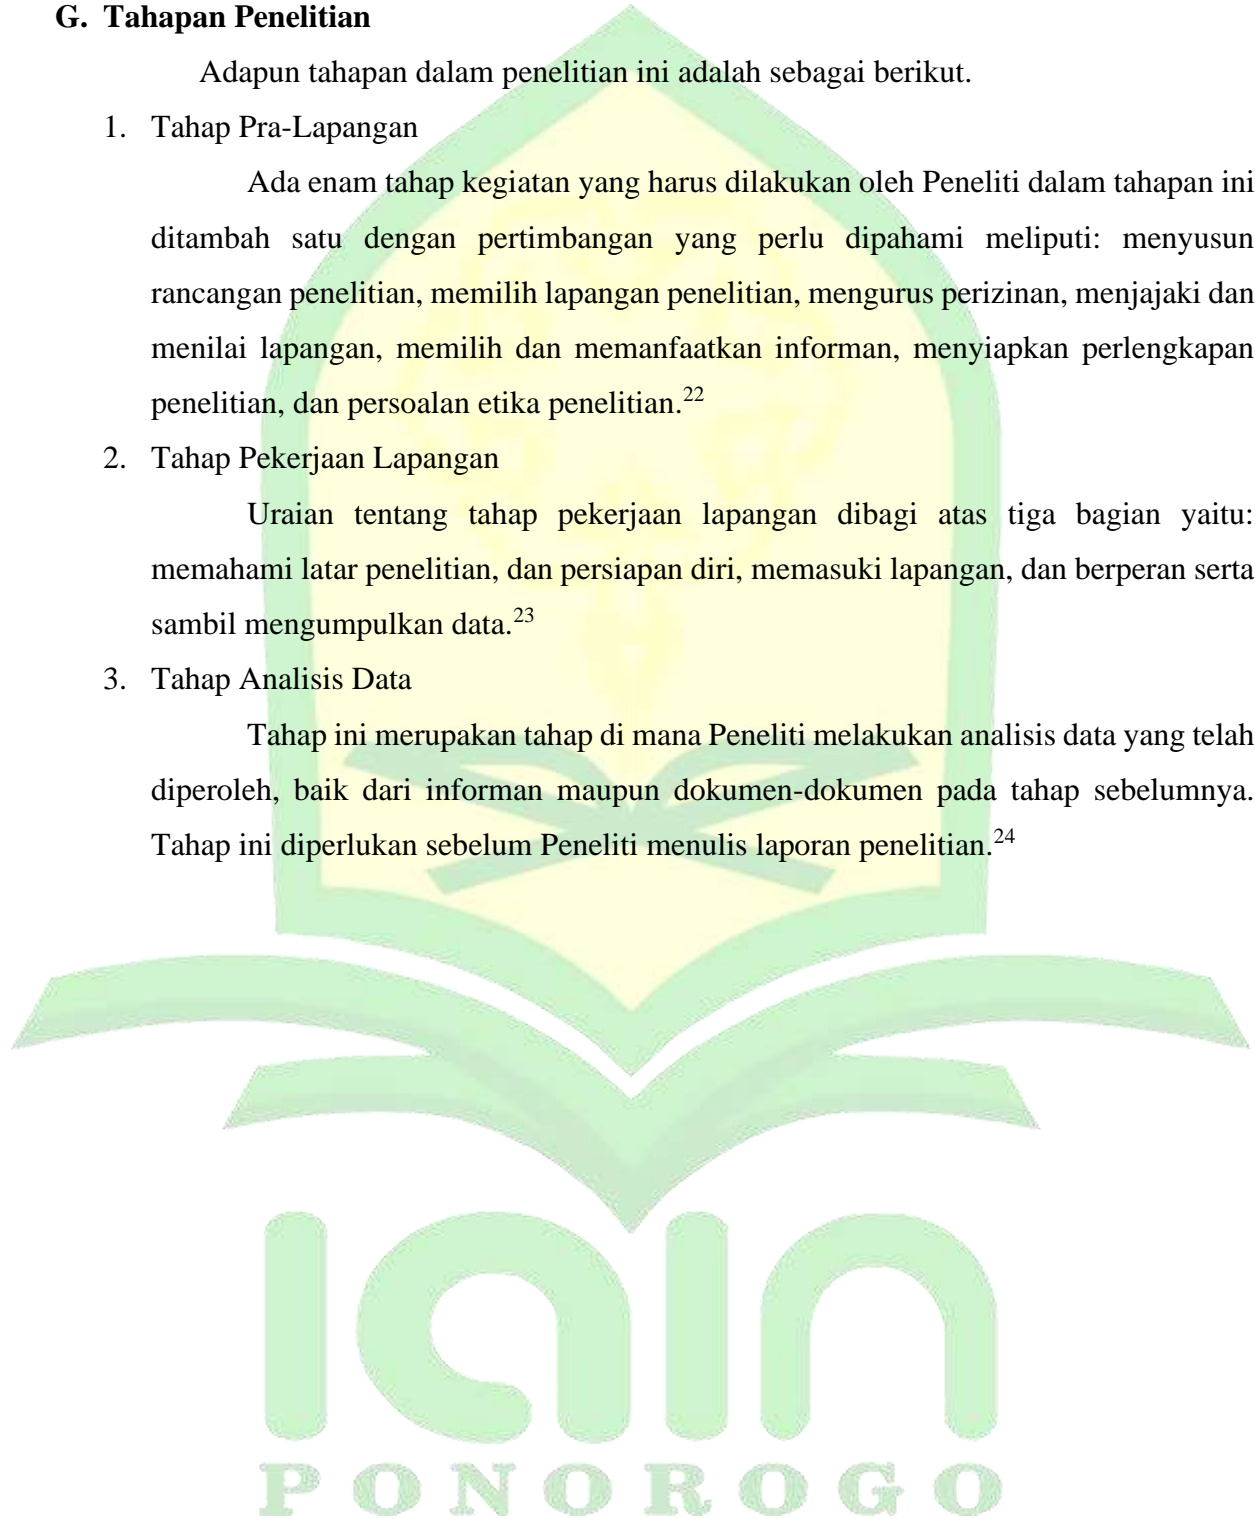 G. Tahapan Penelitian
Adapun tahapan dalam penelitian ini adalah sebagai berikut.
1. Tahap Pra-Lapangan
Ada enam tahap kegiatan yang harus dilakukan oleh Peneliti dalam tahapan ini
ditambah satu dengan pertimbangan yang perlu dipahami meliputi: menyusun
rancangan penelitian, memilih lapangan penelitian, mengurus perizinan, menjajaki dan
menilai lapangan, memilih dan memanfaatkan informan, menyiapkan perlengkapan
penelitian, dan persoalan etika penelitian.22
2. Tahap Pekerjaan Lapangan
Uraian tentang tahap pekerjaan lapangan dibagi atas tiga bagian yaitu:
memahami latar penelitian, dan persiapan diri, memasuki lapangan, dan berperan serta
sambil mengumpulkan data.23
3. Tahap Analisis Data
Tahap ini merupakan tahap di mana Peneliti melakukan analisis data yang telah
diperoleh, baik dari informan maupun dokumen-dokumen pada tahap sebelumnya.
Tahap ini diperlukan sebelum Peneliti menulis laporan penelitian.24
iain
PONOROGO